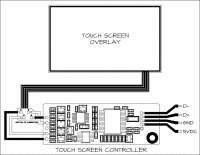 TOUCH SCREEN
OVERLAY
D-
D+
GND
+5VDC
TOUCH SCREEN CONTROLLER